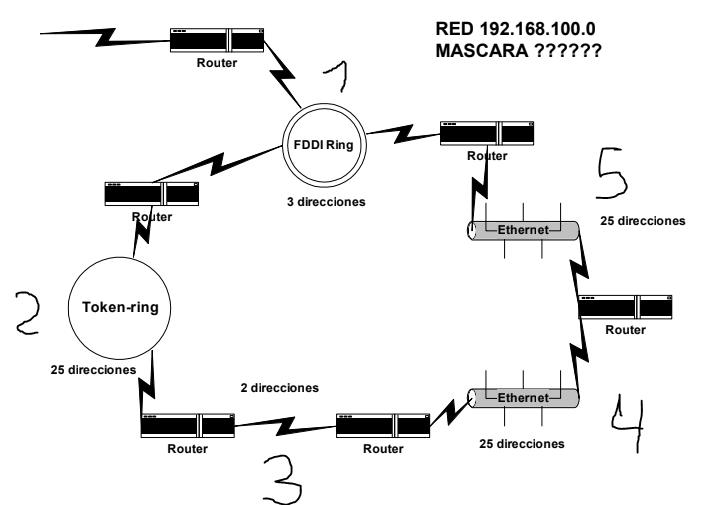 RED 192.168.100.0
MASCARA ??????
Router
1
FDDI Ring
Router
3 direcciones
Router
5
25 direcciones
Ethernet
Token-ring
2
Router
25 direcciones
2 direcciones
Ethernet
4
Router
Router
25 direcciones
3